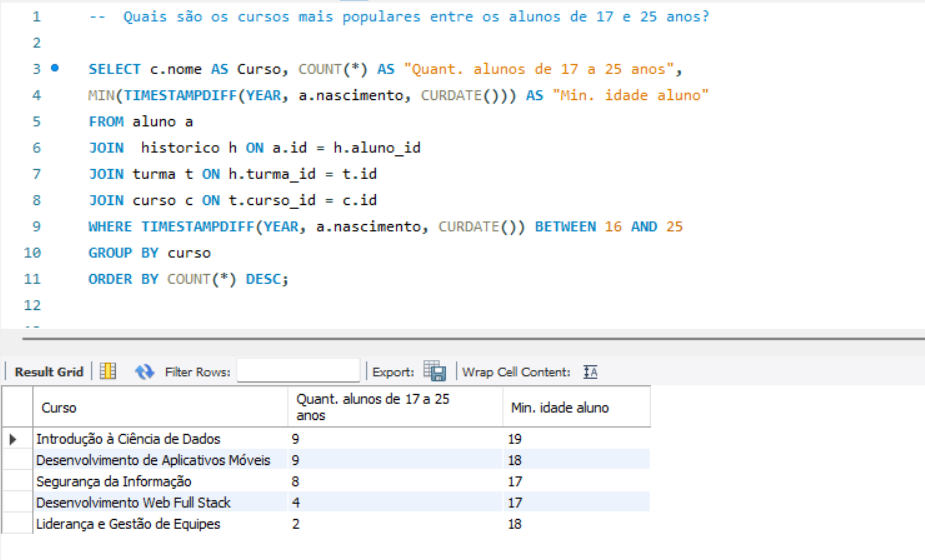 1 -- Quais são os cursos mais populares entre os alunos de 17 e 25 anos?
2
3 SELECT c.nome AS Curso, COUNT(*) AS "Quant. alunos de 17 a 25 anos",
4 MIN(TIMESTAMPDIFF(YEAR, a.nascimento, CURDATE())) AS "Min. idade aluno"
5 FROM aluno a
6 JOIN  historico h ON a.id = h.aluno_id
7 JOIN turma t ON h.turma_id = t.id
8 JOIN curso c ON t.curso_id = c.id
9 WHERE TIMESTAMPDIFF(YEAR, a.nascimento, CURDATE()) BETWEEN 16 AND 25
10 GROUP BY curso
11 ORDER BY COUNT(*) DESC;
12
Result Grid Filter Rows: Export: Wrap Cell Content:
Curso Quant. alunos de 17 a 25 anos Min. idade aluno
Introdução à Ciência de Dados 9 19
Desenvolvimento de Aplicativos Móveis 9 18
Segurança da Informação 8 17
Desenvolvimento Web Full Stack 4 17
Liderança e Gestão de Equipes 2 18